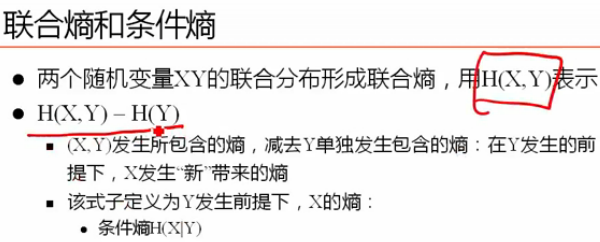 联合熵和条件熵
● 两个随机变量XY的联合分布形成联合熵，用H(X,Y)表示
● H(X,Y) – H(Y)
■ (X,Y)发生所包含的熵，减去Y单独发生包含的熵：在Y发生的前
提下，X发生“新”带来的熵
■ 该式子定义为Y发生前提下，X的熵：
● 条件熵H(X|Y)